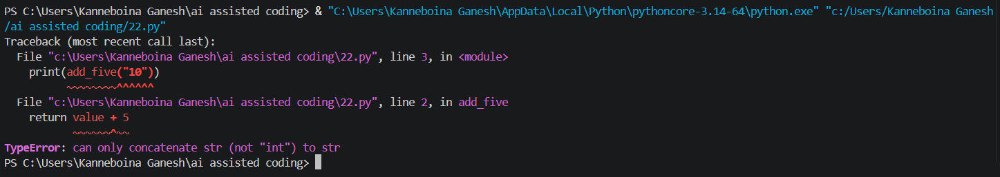 PS C:\Users\Kanneboina Ganesh\ai assisted coding> & "C:\Users\Kanneboina Ganesh\AppData\Local\Python\pythoncore-3.14-64\python.exe" "c:/Users/Kanneboina Ganesh
/ai assisted coding/22.py"
Traceback (most recent call last):
  File "c:\Users\Kanneboina Ganesh\ai assisted coding\22.py", line 3, in <module>
    print(add_five("10"))
          ~~~~~~~~^^^^^^
  File "c:\Users\Kanneboina Ganesh\ai assisted coding\22.py", line 2, in add_five
    return value + 5
           ~~~~~~^~~
TypeError: can only concatenate str (not "int") to str
PS C:\Users\Kanneboina Ganesh\ai assisted coding>